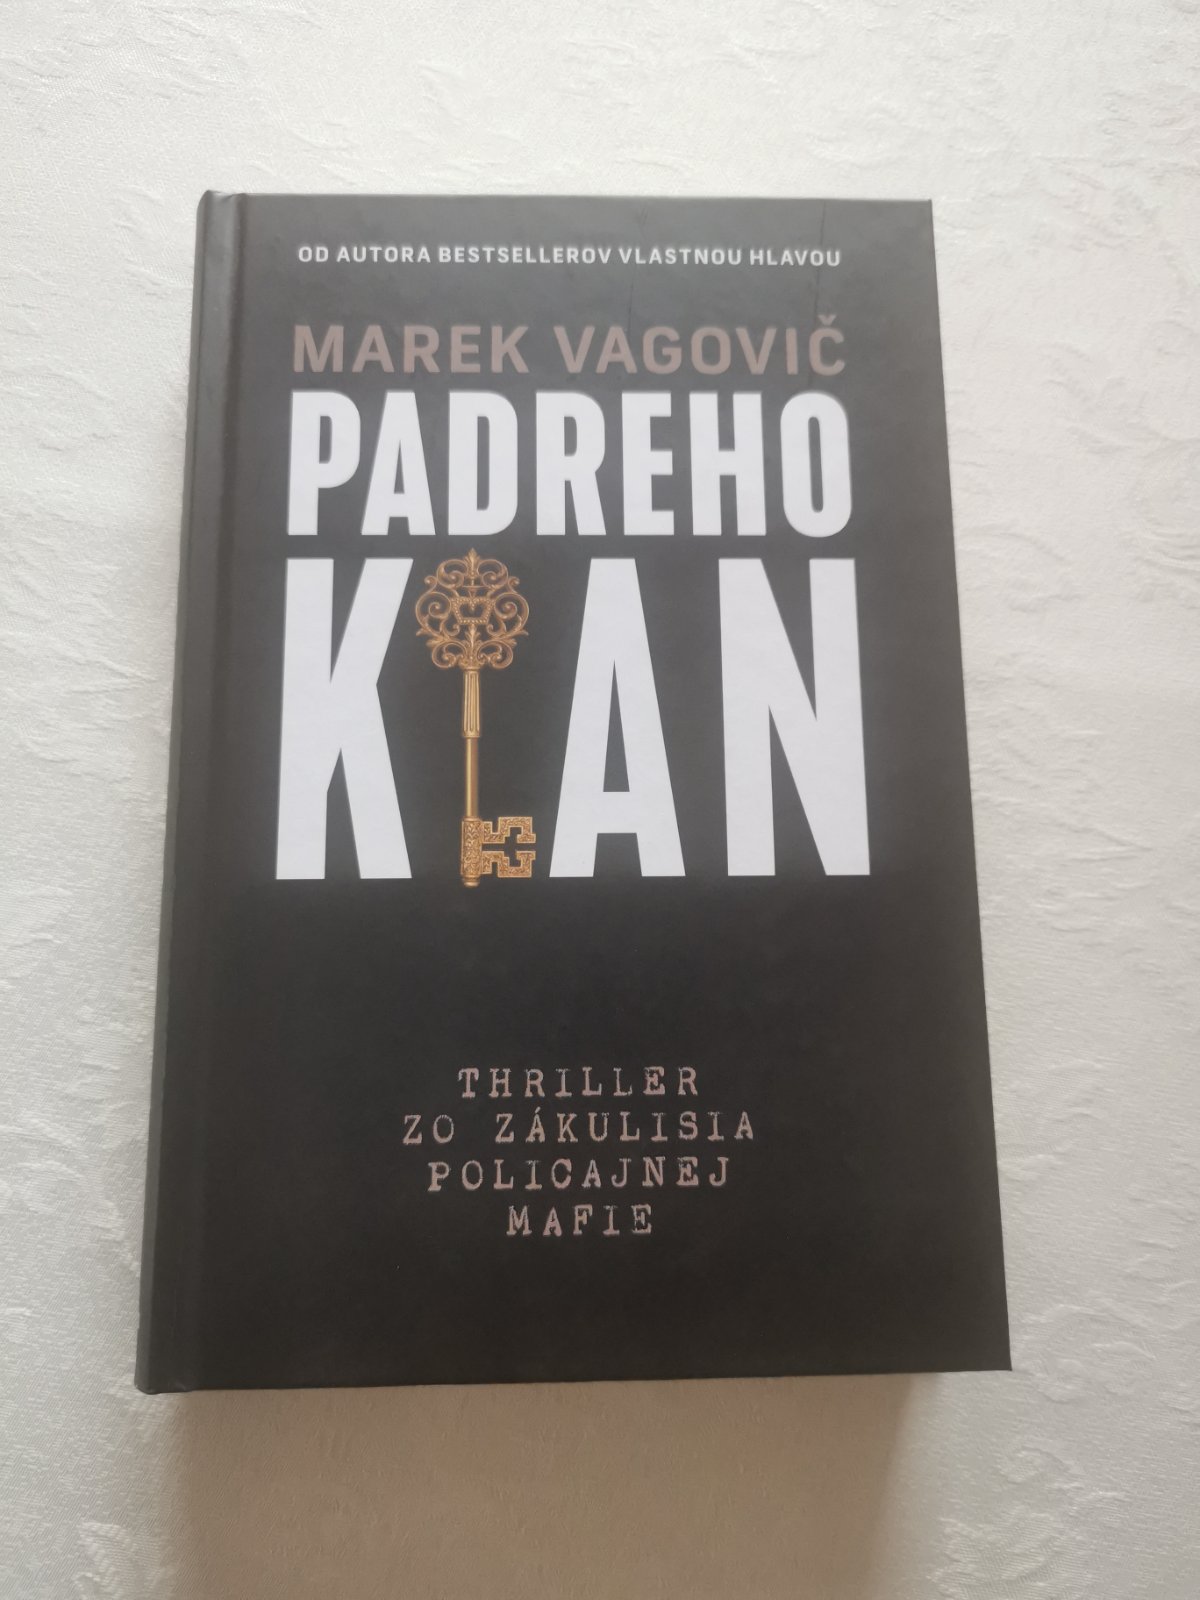 OD AUTORA BESTSELLEROV VLASTNOU HLAVOU
MAREK VAGOVIČ
PADREHO
KLAN
THRILLER
ZO ZÁKULISIA
POLICAJNEJ
MAFIE